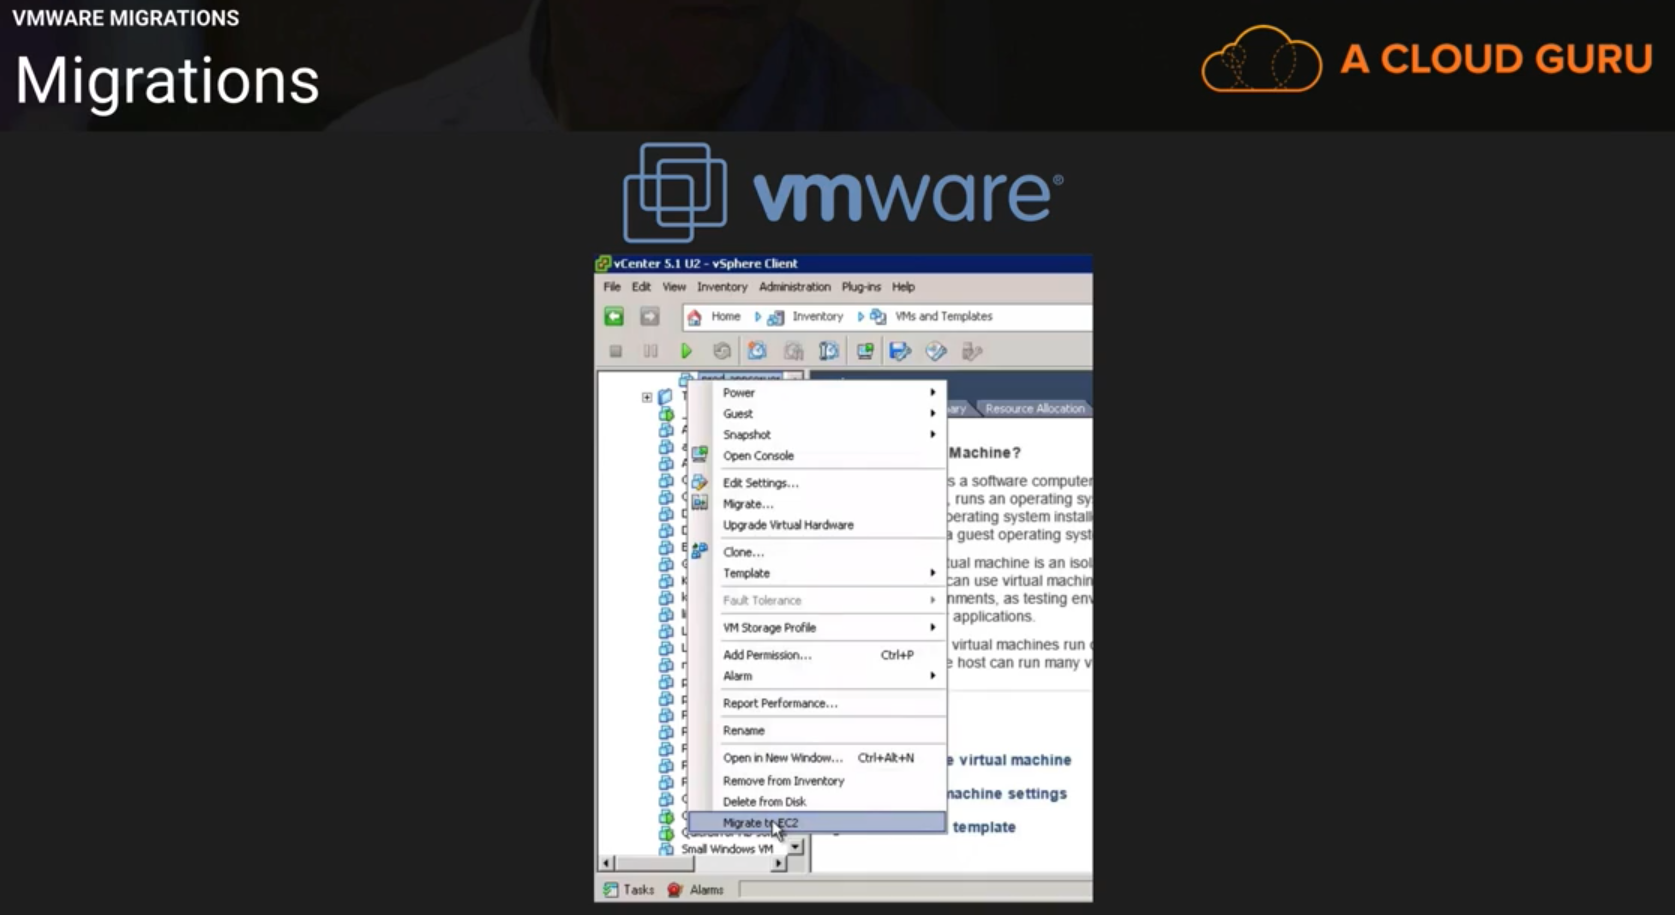 VMWARE MIGRATIONS
Migrations
A CLOUD GURU
vmware®
vCenter 5.1 U2 - vSphere Client
File Edit View Inventory Administration Plug-ins Help
Home Inventory VMs and Templates
Power
Guest
Snapshot
Open Console
Edit Settings...
Migrate...
Upgrade Virtual Hardware
Clone...
Template
Fault Tolerance
VM Storage Profile
Add Permission... Ctrl+P
Alarm
Report Performance...
Rename
Open in New Window... Ctrl+Alt+N
Remove from Inventory
Delete from Disk
Migrate to EC2
Small Windows VM
Resource Allocation
Machine?
s a software computer
, runs an operating sy
perating system install
a guest operating syst
tual machine is an isol
can use virtual machin
nments, as testing env
applications.
virtual machines run
e host can run many v
e virtual machine
machine settings
template
Tasks Alarms